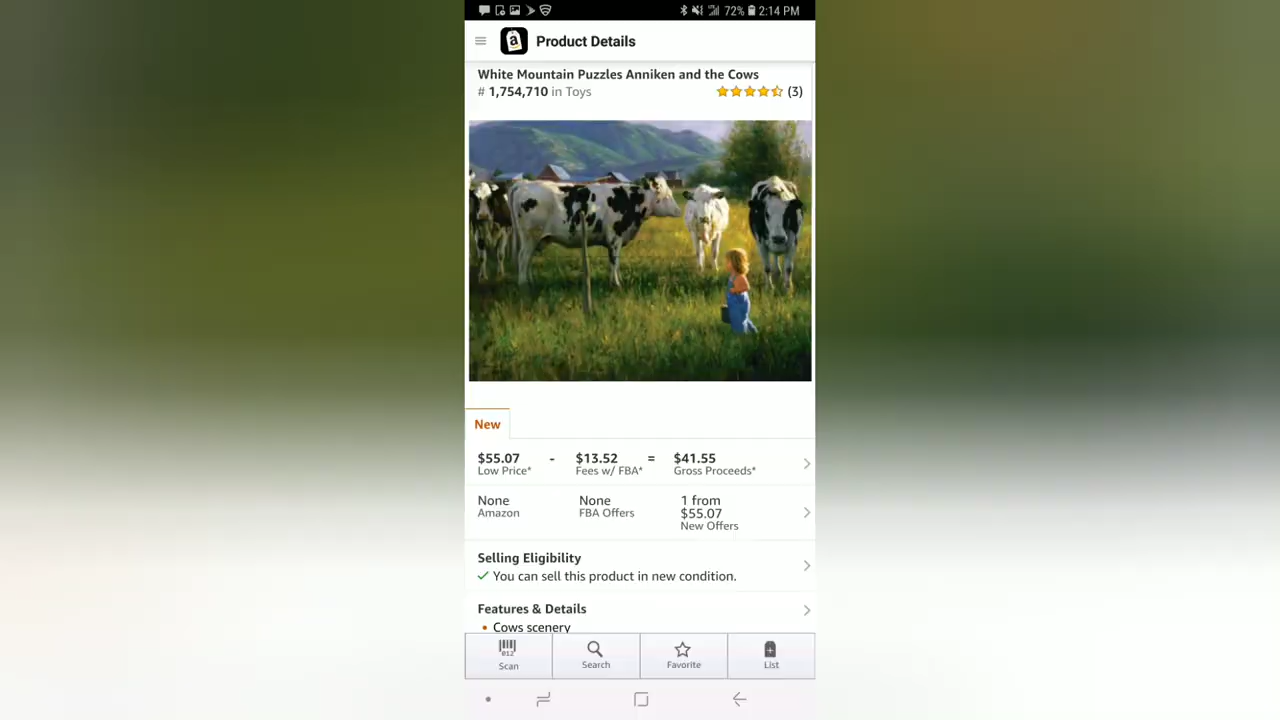 72% 2:14 PM
a Product Details
White Mountain Puzzles Anniken and the Cows
# 1,754,710 in Toys (3)
New
$55.07 - $13.52 = $41.55
Low Price* Fees w/ FBA* Gross Proceeds*
None None 1 from
Amazon FBA Offers $55.07
New Offers
Selling Eligibility
You can sell this product in new condition.
Features & Details
• Cows scenery
Scan Search Favorite List